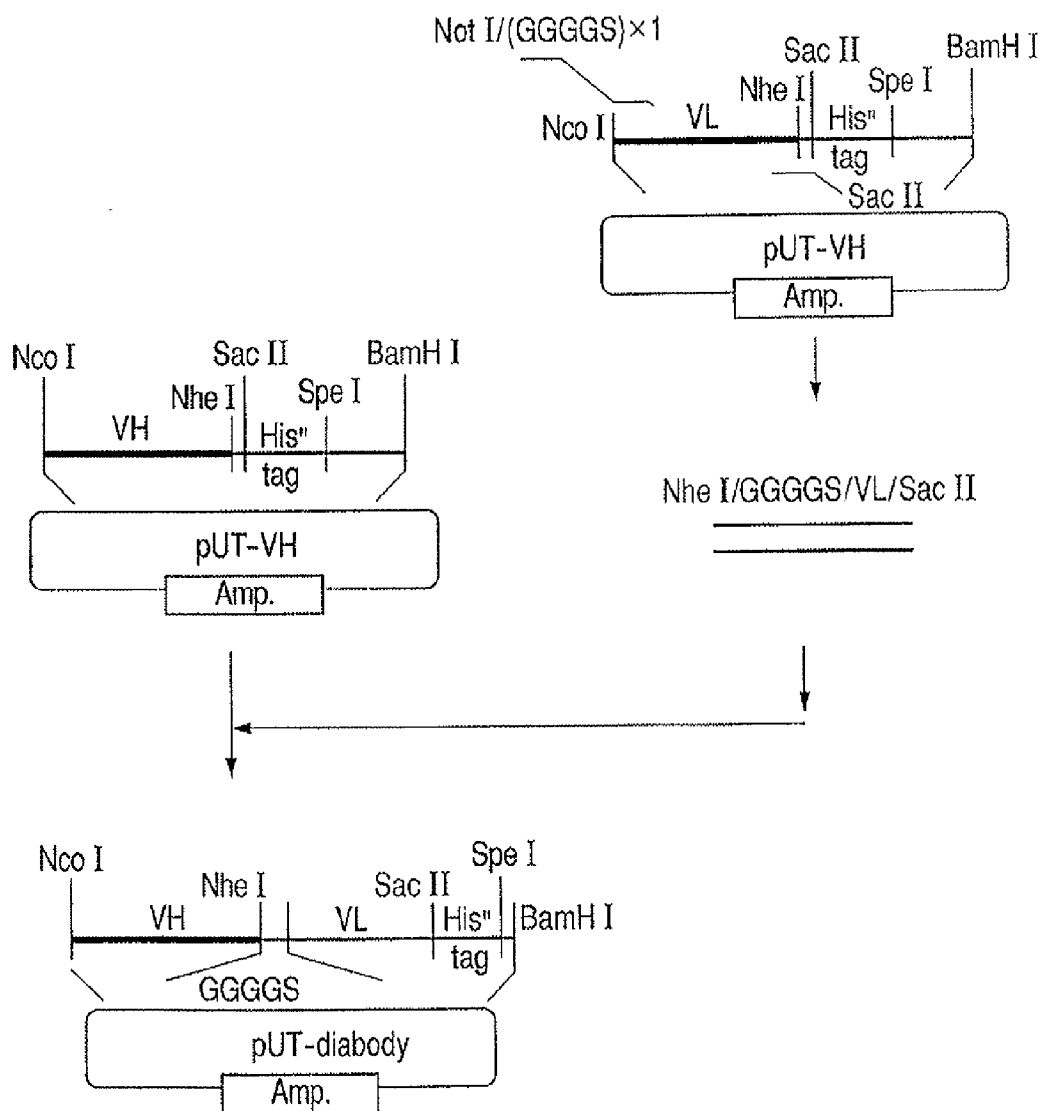 Not I/(GGGGS)×1
Sac II
BamH I
Nhe I
Spe I
Nco I
VL
His"
tag
Sac II
pUT-VH
Amp.
Nco I
Sac II
BamH I
Nhe I
Spe I
VH
His"
tag
pUT-VH
Amp.
Nhe I/GGGGS/VL/Sac II
Nco I
Nhe I
Sac II
Spe I
VH
VL
His"
tag
BamH I
GGGGS
pUT-diabody
Amp.